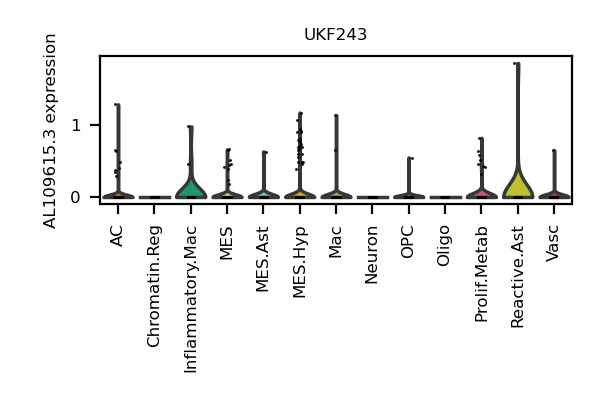 UKF243
AL109615.3 expression
1
0
AC
Chromatin.Reg
Inflammatory.Mac
MES
MES.Ast
MES.Hyp
Mac
Neuron
OPC
Oligo
Prolif.Metab
Reactive.Ast
Vasc